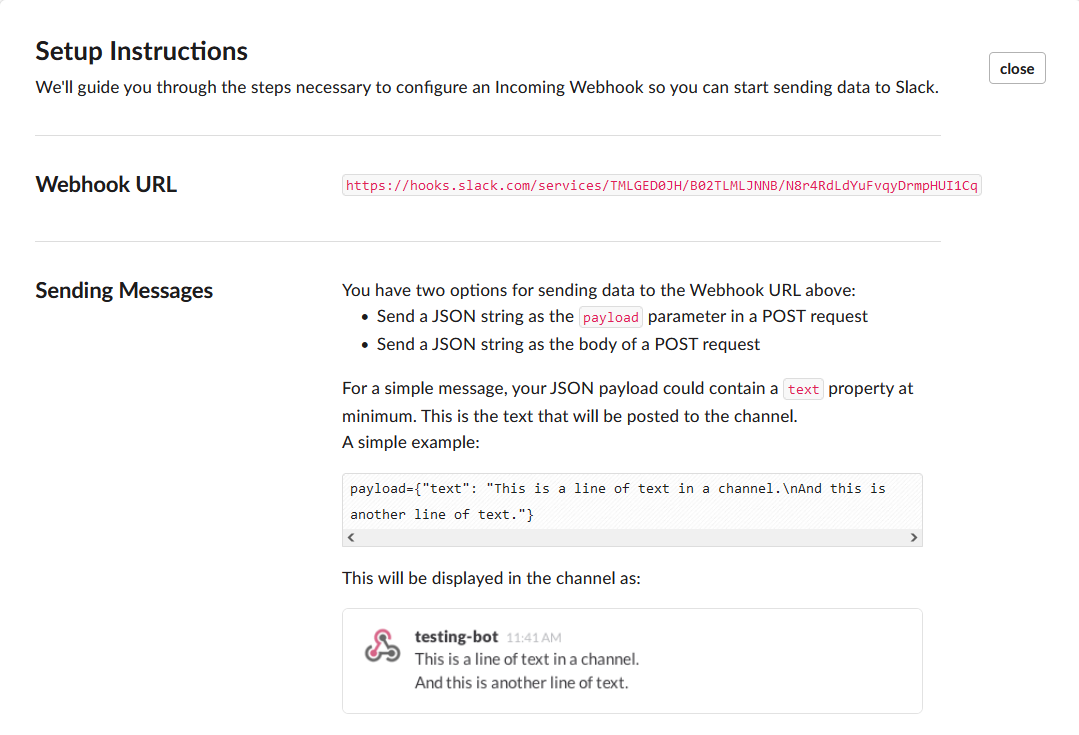 Setup Instructions
close
We'll guide you through the steps necessary to configure an Incoming Webhook so you can start sending data to Slack.
Webhook URL
https://hooks.slack.com/services/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
Sending Messages
You have two options for sending data to the Webhook URL above:
• Send a JSON string as the payload parameter in a POST request
• Send a JSON string as the body of a POST request
For a simple message, your JSON payload could contain a text property at
minimum. This is the text that will be posted to the channel.
A simple example:
payload={"text": "This is a line of text in a channel.\nAnd this is
another line of text."}
This will be displayed in the channel as:
testing-bot 11:41 AM
This is a line of text in a channel.
And this is another line of text.